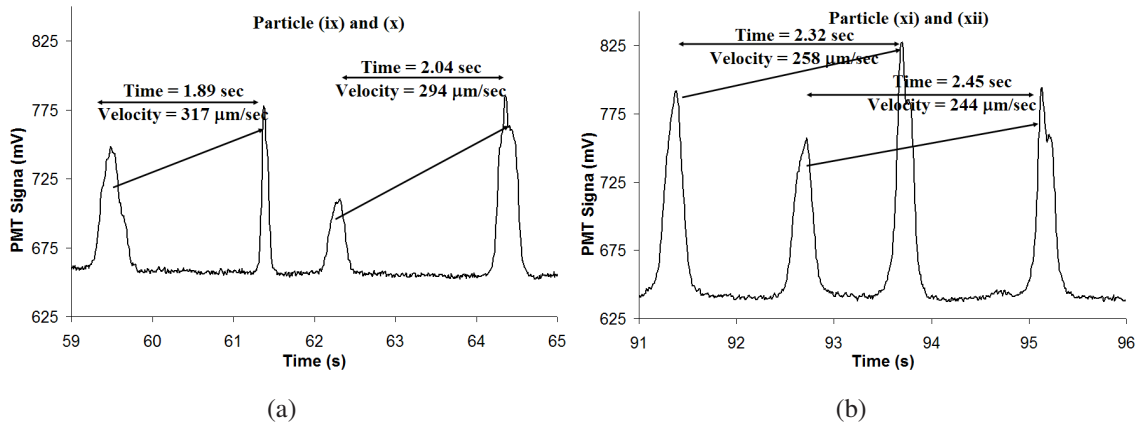 Particle (ix) and (x)
825
775
725
675
625
PMT Signa (mV)
Time = 1.89 sec
Velocity = 317 μm/sec
Time = 2.04 sec
Velocity = 294 μm/sec
59 60 61 62 63 64 65
Time (s)
(a)
Particle (xi) and (xii)
825
775
725
675
625
PMT Signa (mV)
Time = 2.32 sec
Velocity = 258 μm/sec
Time = 2.45 sec
Velocity = 244 μm/sec
91 92 93 94 95 96
Time (s)
(b)